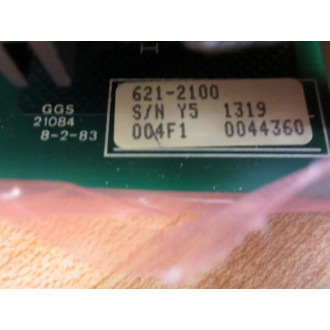 GGS
21084
8-2-83
621-2100
S/N Y5 1319
004F1 0044360